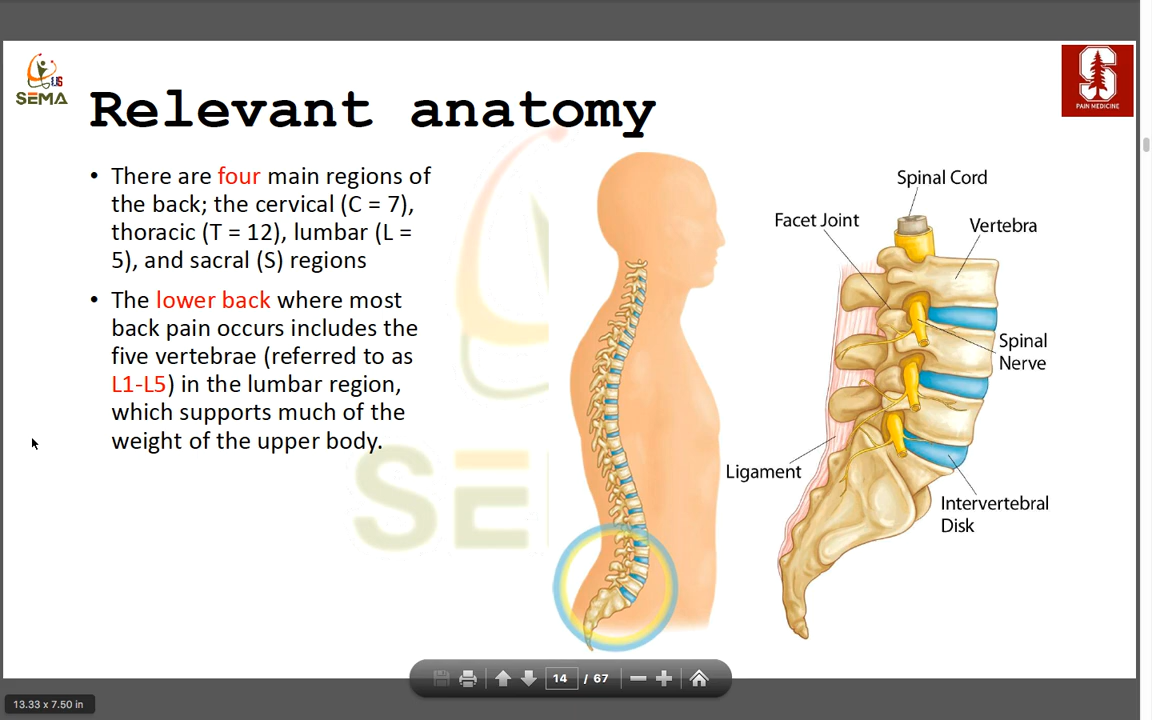 US
SEMA
Relevant anatomy
S
PAIN MEDICINE
• There are four main regions of
the back; the cervical (C = 7),
thoracic (T = 12), lumbar (L =
5), and sacral (S) regions
• The lower back where most
back pain occurs includes the
five vertebrae (referred to as
L1-L5) in the lumbar region,
which supports much of the
weight of the upper body.
SE
Spinal Cord
Facet Joint
Vertebra
Spinal
Nerve
Ligament
Intervertebral
Disk
14 / 67
13.33 x 7.50 in